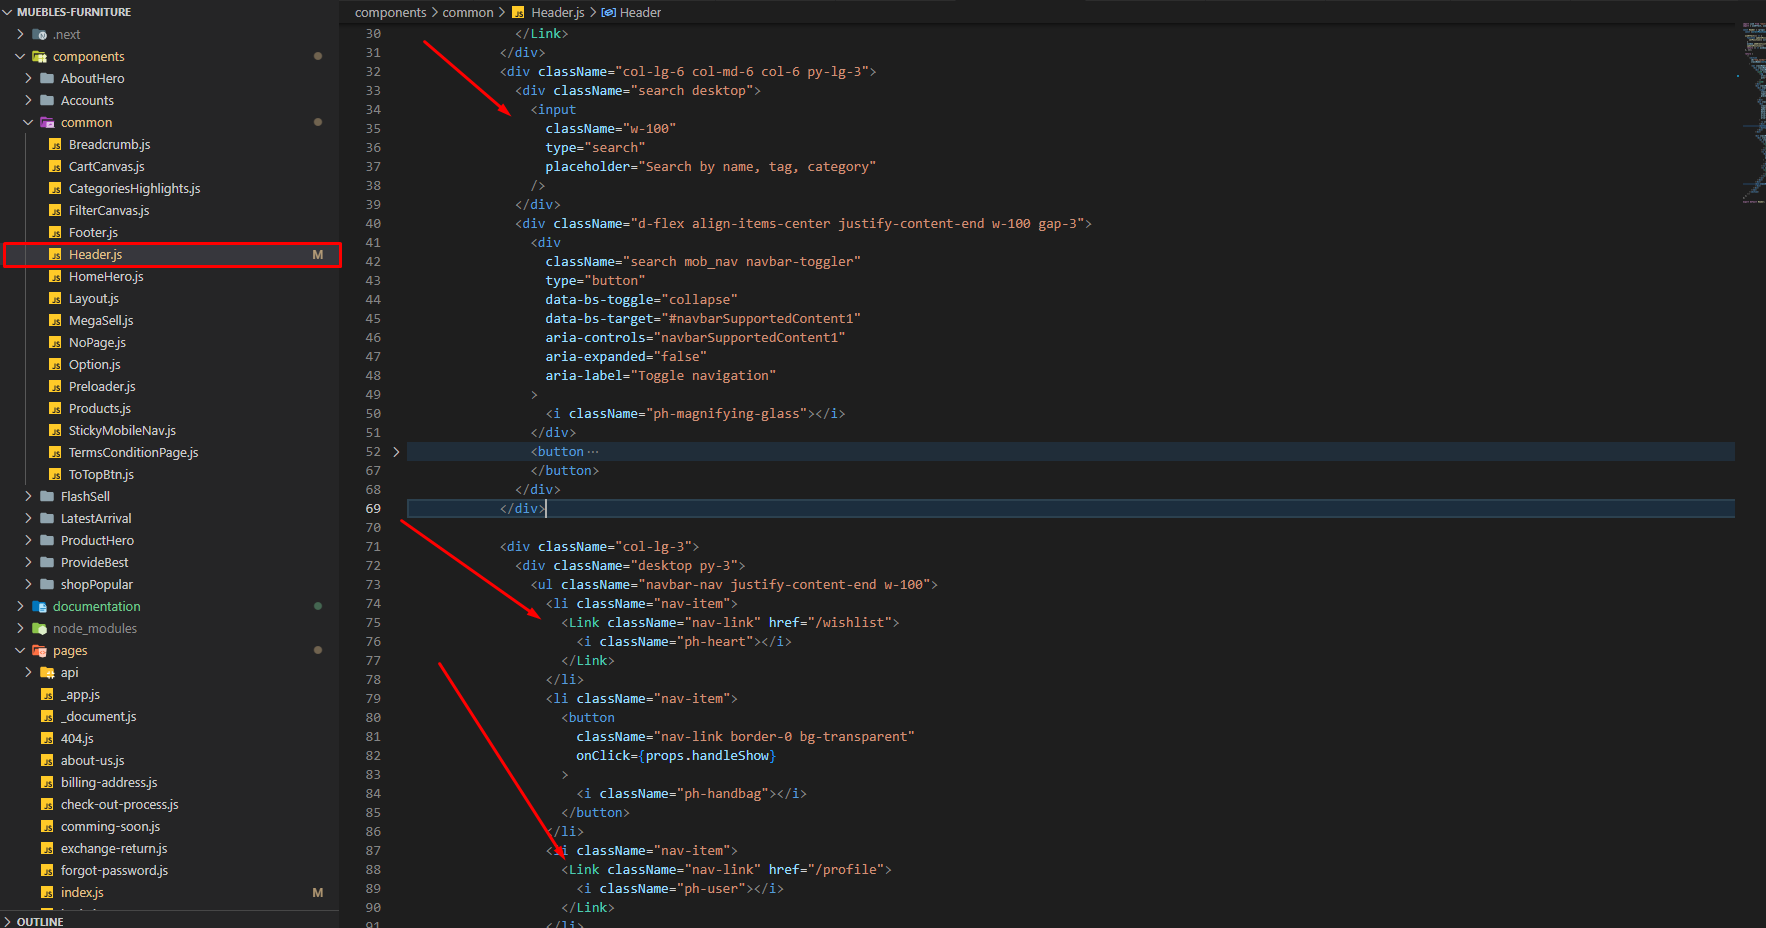 MUEBLES-FURNITURE
.next
components
AboutHero
Accounts
common
Breadcrumb.js
CartCanvas.js
CategoriesHighlights.js
FilterCanvas.js
Footer.js
Header.js M
HomeHero.js
Layout.js
MegaSell.js
NoPage.js
Option.js
Preloader.js
Products.js
StickyMobileNav.js
TermsConditionPage.js
ToTopBtn.js
FlashSell
LatestArrival
ProductHero
ProvideBest
shopPopular
documentation
node_modules
pages
api
_app.js
_document.js
404.js
about-us.js
billing-address.js
check-out-process.js
comming-soon.js
exchange-return.js
forgot-password.js
index.js M
OUTLINE
components > common > Header.js > Header
30 </Link>
31 </div>
32 <div className="col-lg-6 col-md-6 col-6 py-lg-3">
33 <div className="search desktop">
34 <input
35 className="w-100"
36 type="search"
37 placeholder="Search by name, tag, category"
38 />
39 </div>
40 <div className="d-flex align-items-center justify-content-end w-100 gap-3">
41 <div
42 className="search mob_nav navbar-toggler"
43 type="button"
44 data-bs-toggle="collapse"
45 data-bs-target="#navbarSupportedContent1"
46 aria-controls="navbarSupportedContent1"
47 aria-expanded="false"
48 aria-label="Toggle navigation"
49 >
50 <i className="ph-magnifying-glass"></i>
51 </div>
52 <button ...
67 </button>
68 </div>
69 </div>
70
71 <div className="col-lg-3">
72 <div className="desktop py-3">
73 <ul className="navbar-nav justify-content-end w-100">
74 <li className="nav-item">
75 <Link className="nav-link" href="/wishlist">
76 <i className="ph-heart"></i>
77 </Link>
78 </li>
79 <li className="nav-item">
80 <button
81 className="nav-link border-0 bg-transparent"
82 onClick={props.handleShow}
83 >
84 <i className="ph-handbag"></i>
85 </button>
86 </li>
87 <li className="nav-item">
88 <Link className="nav-link" href="/profile">
89 <i className="ph-user"></i>
90 </Link>
91 </li>